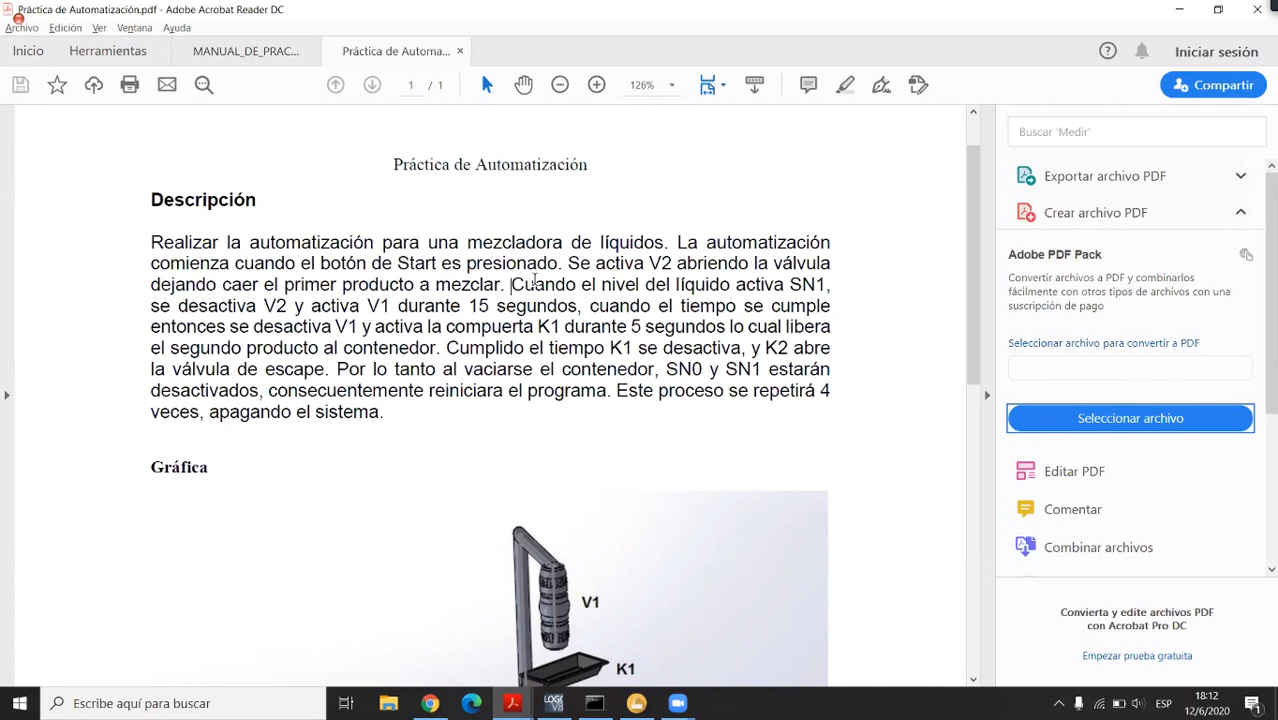 Práctica de Automatización.pdf - Adobe Acrobat Reader DC
Archivo Edición Ver Ventana Ayuda
Inicio Herramientas MANUAL_DE_PRAC... Práctica de Automa... × Iniciar sesión
1 / 1 126% Compartir
Práctica de Automatización
Descripción
Realizar la automatización para una mezcladora de líquidos. La automatización
comienza cuando el botón de Start es presionado. Se activa V2 abriendo la válvula
dejando caer el primer producto a mezclar. Cuando el nivel del líquido activa SN1,
se desactiva V2 y activa V1 durante 15 segundos, cuando el tiempo se cumple
entonces se desactiva V1 y activa la compuerta K1 durante 5 segundos lo cual libera
el segundo producto al contenedor. Cumplido el tiempo K1 se desactiva, y K2 abre
la válvula de escape. Por lo tanto al vaciarse el contenedor, SN0 y SN1 estarán
desactivados, consecuentemente reiniciara el programa. Este proceso se repetirá 4
veces, apagando el sistema.
Gráfica
V1
K1
Buscar 'Medir'
Exportar archivo PDF
Crear archivo PDF
Adobe PDF Pack
Convertir archivos a PDF y combinarlos
fácilmente con otros tipos de archivos con una
suscripción de pago
Seleccionar archivo para convertir a PDF
Seleccionar archivo
Editar PDF
Comentar
Combinar archivos
Convierta y edite archivos PDF
con Acrobat Pro DC
Empezar prueba gratuita
Escribe aquí para buscar
ESP
18:12
12/6/2020